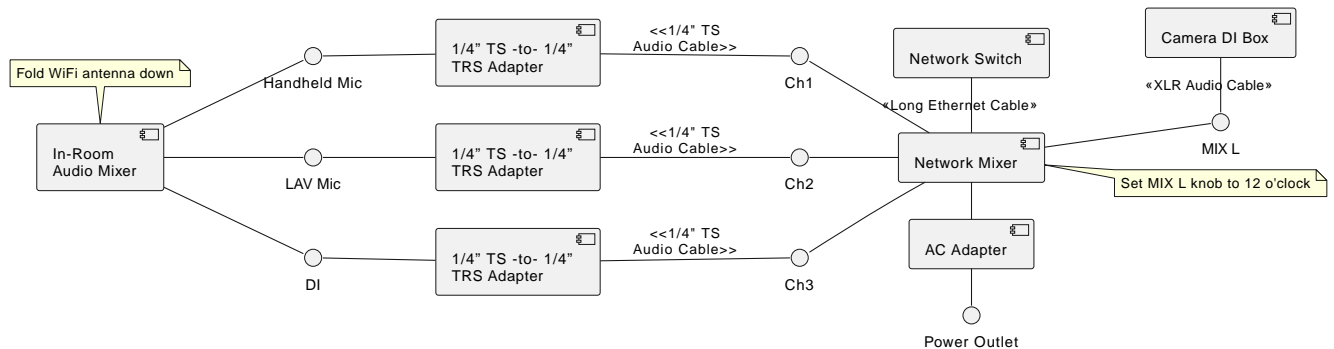 Fold WiFi antenna down
In-Room
Audio Mixer
Handheld Mic
LAV Mic
DI
1/4” TS -to- 1/4”
TRS Adapter
1/4” TS -to- 1/4”
TRS Adapter
1/4” TS -to- 1/4”
TRS Adapter
<<1/4" TS
Audio Cable>>
<<1/4" TS
Audio Cable>>
<<1/4" TS
Audio Cable>>
Ch1
Ch2
Ch3
Network Switch
«Long Ethernet Cable»
Network Mixer
AC Adapter
Power Outlet
Camera DI Box
«XLR Audio Cable»
MIX L
Set MIX L knob to 12 o'clock